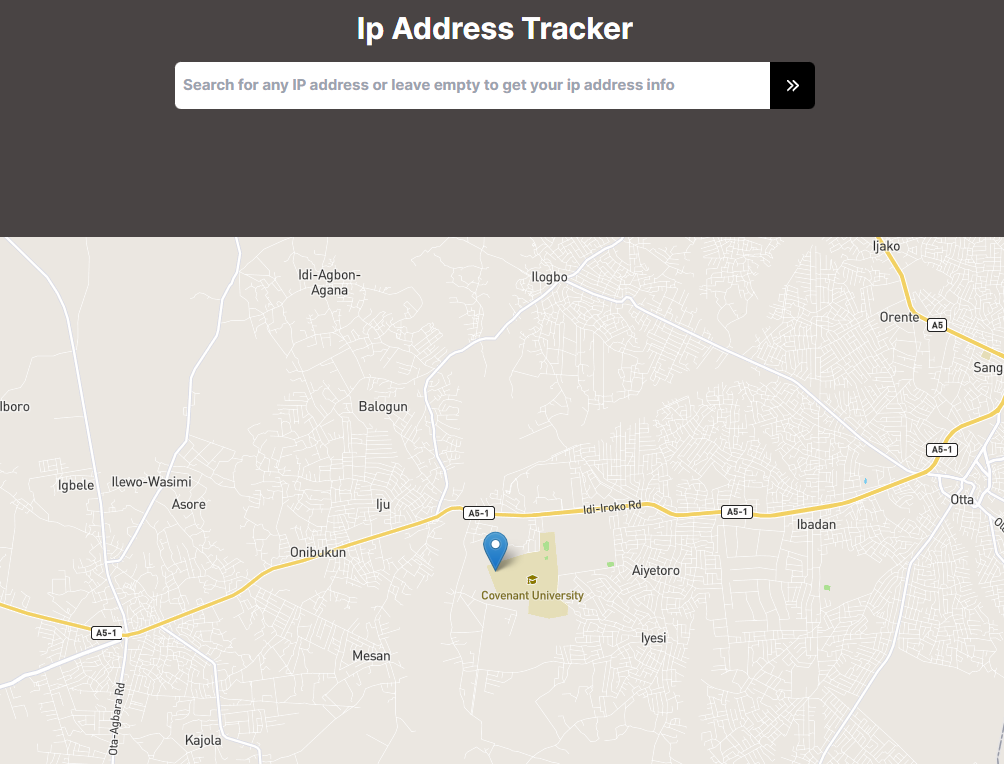 Ip Address Tracker
Search for any IP address or leave empty to get your ip address info
Ijako
Idi-Agbon-
Agana
Ilogbo
Orente
A5
Sang
Iboro
Balogun
A5-1
Igbele
Ilewo-Wasimi
Asore
Iju
A5-1
Idi-Iroko Rd
A5-1
Otta
Ibadan
Onibukun
Aiyetoro
Covenant University
A5-1
Iyesi
Mesan
Ota-Agbara Rd
Kajola